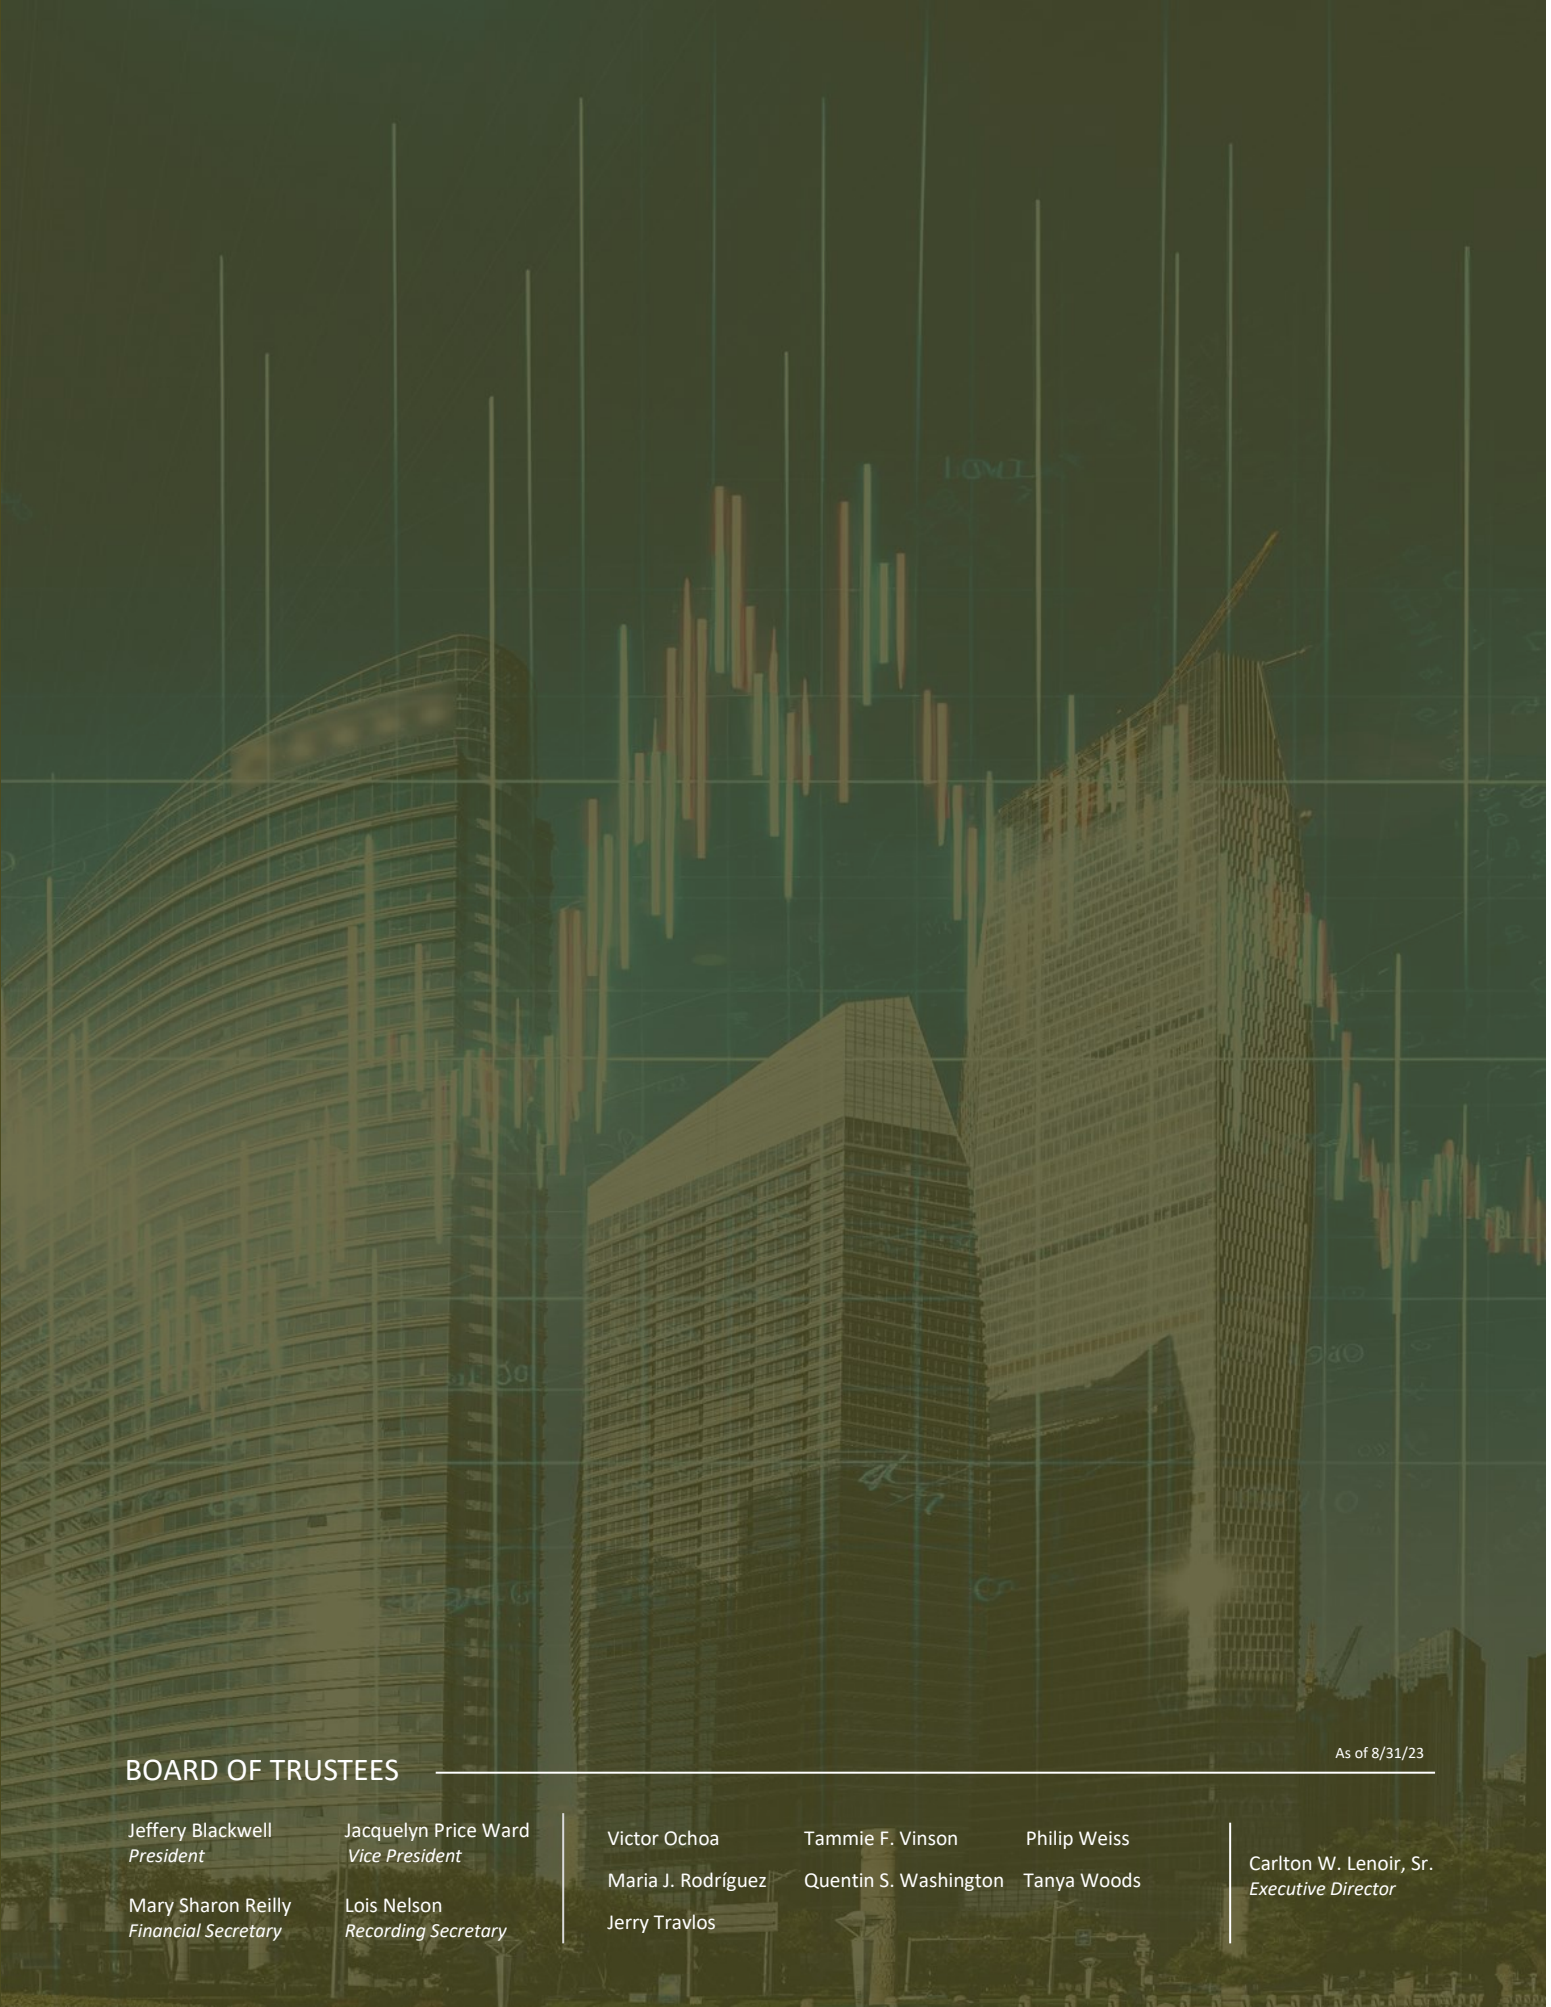 As of 8/31/23
BOARD OF TRUSTEES
Jeffery Blackwell
President
Jacquelyn Price Ward
Vice President
Mary Sharon Reilly
Financial Secretary
Lois Nelson
Recording Secretary
Victor Ochoa
Tammie F. Vinson
Philip Weiss
Maria J. Rodríguez
Quentin S. Washington
Tanya Woods
Jerry Travlos
Carlton W. Lenoir, Sr.
Executive Director